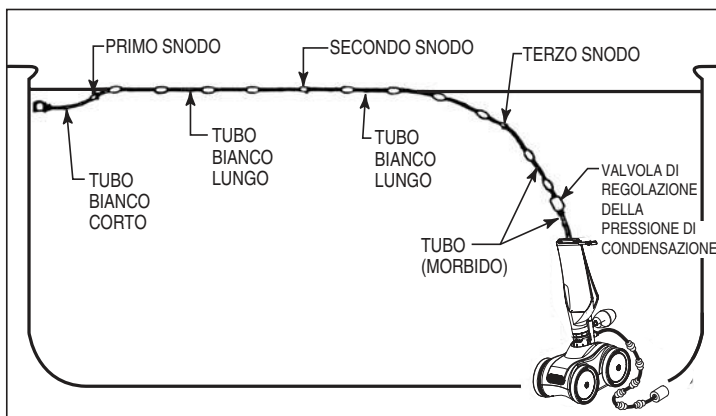 PRIMO SNODO
SECONDO SNODO
TERZO SNODO
TUBO
BIANCO
CORTO
TUBO
BIANCO
LUNGO
TUBO
BIANCO
LUNGO
TUBO
(MORBIDO)
VALVOLA DI
REGOLAZIONE
DELLA
PRESSIONE DI
CONDENSAZIONE